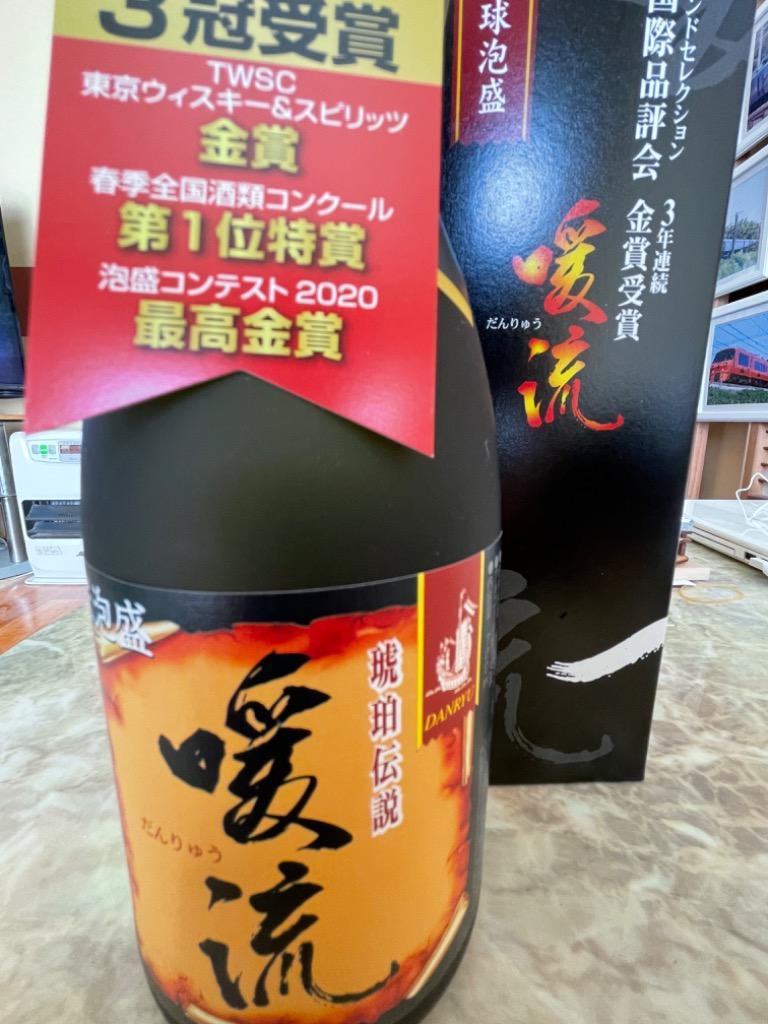 3冠受賞
TWSC
東京ウィスキー&スピリッツ
金賞
春季全国酒類コンクール
第1位特賞
泡盛コンテスト2020
最高金賞
球泡盛
ンドセレクション
国際品評会
3年連続
金賞受賞
暖流
だんりゅう
流
泡盛
琥珀伝説
DANRYU
暖流
だんりゅう